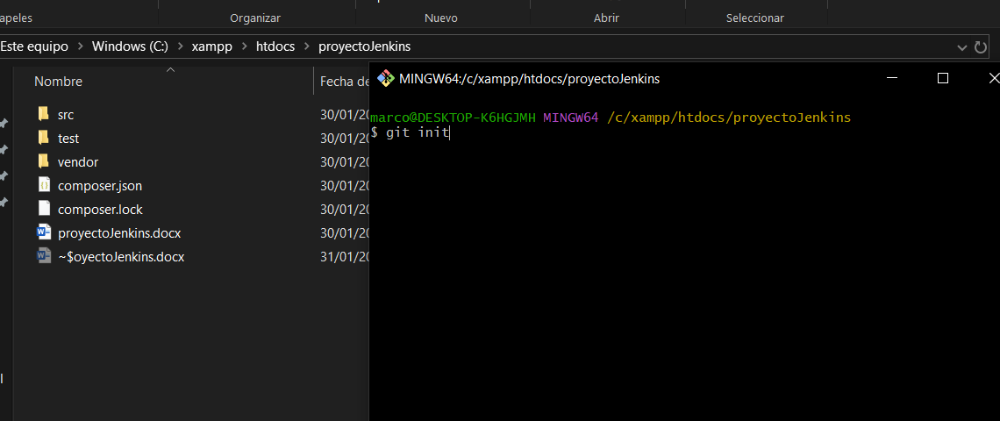 apeles
Organizar
Nuevo
Abrir
Seleccionar
Este equipo > Windows (C:) > xampp > htdocs > proyectoJenkins
Nombre
Fecha de
src
30/01/20
test
30/01/20
vendor
30/01/20
composer.json
30/01/20
composer.lock
30/01/20
proyectoJenkins.docx
30/01/20
~$oyectoJenkins.docx
31/01/20
MINGW64:/c/xampp/htdocs/proyectoJenkins
marco@DESKTOP-K6HGJMH MINGW64 /c/xampp/htdocs/proyectoJenkins
$ git init